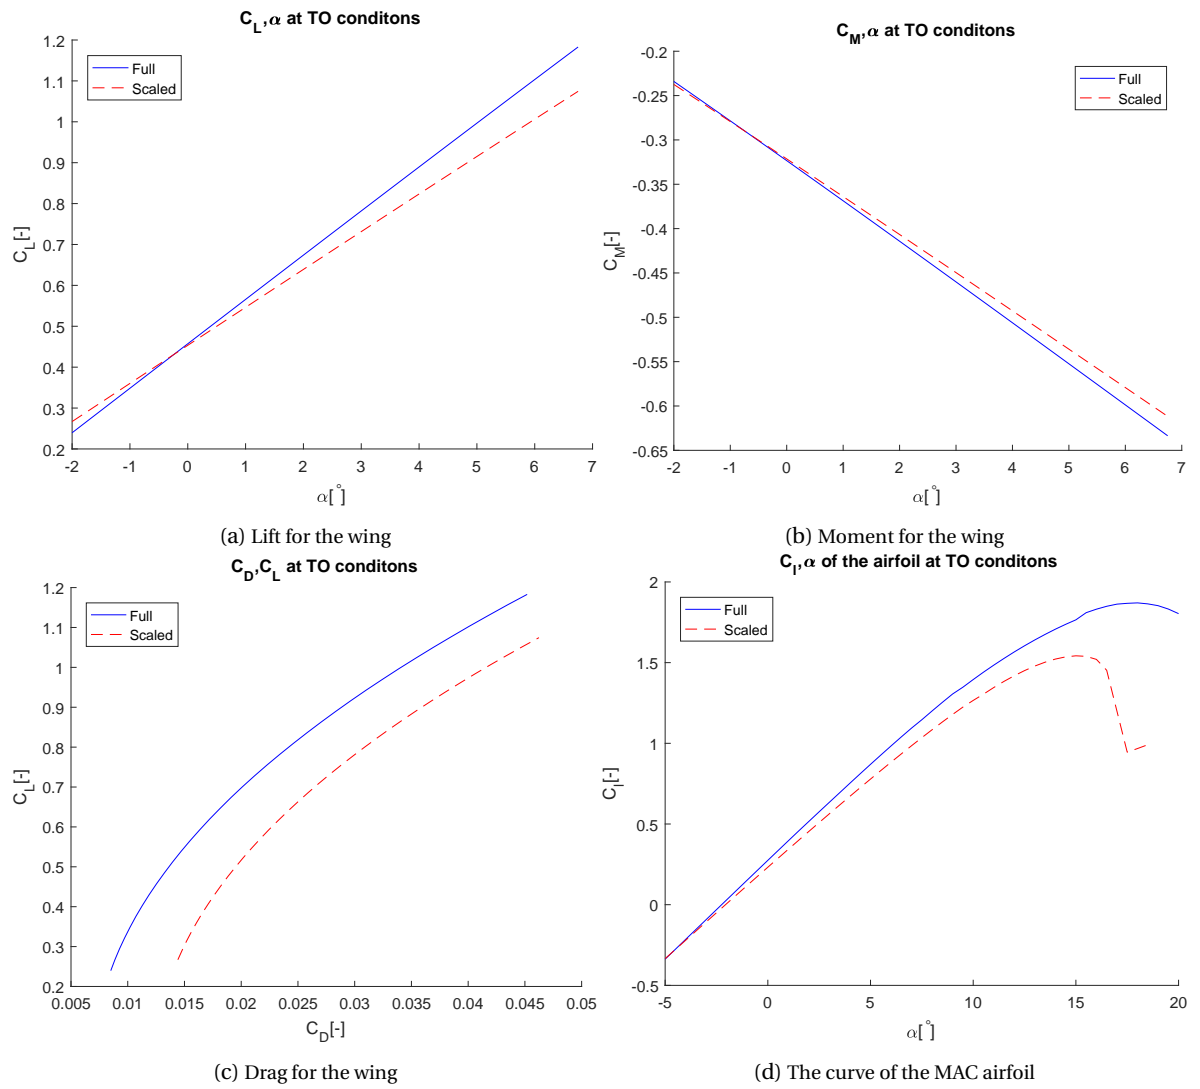 C_L,α at TO conditons
Full
Scaled
1.2
1.1
1
0.9
0.8
0.7
0.6
0.5
0.4
0.3
0.2
C_L[-]
-2 -1 0 1 2 3 4 5 6 7
α[°]
(a) Lift for the wing
C_M,α at TO conditons
Full
Scaled
-0.2
-0.25
-0.3
-0.35
-0.4
-0.45
-0.5
-0.55
-0.6
-0.65
C_M[-]
-2 -1 0 1 2 3 4 5 6 7
α[°]
(b) Moment for the wing
C_D,C_L at TO conditons
Full
Scaled
1.2
1.1
1
0.9
0.8
0.7
0.6
0.5
0.4
0.3
0.2
C_L[-]
0.005 0.01 0.015 0.02 0.025 0.03 0.035 0.04 0.045 0.05
C_D[-]
(c) Drag for the wing
C_l,α of the airfoil at TO conditons
Full
Scaled
2
1.5
1
0.5
0
-0.5
C_l[-]
-5 0 5 10 15 20
α[°]
(d) The curve of the MAC airfoil